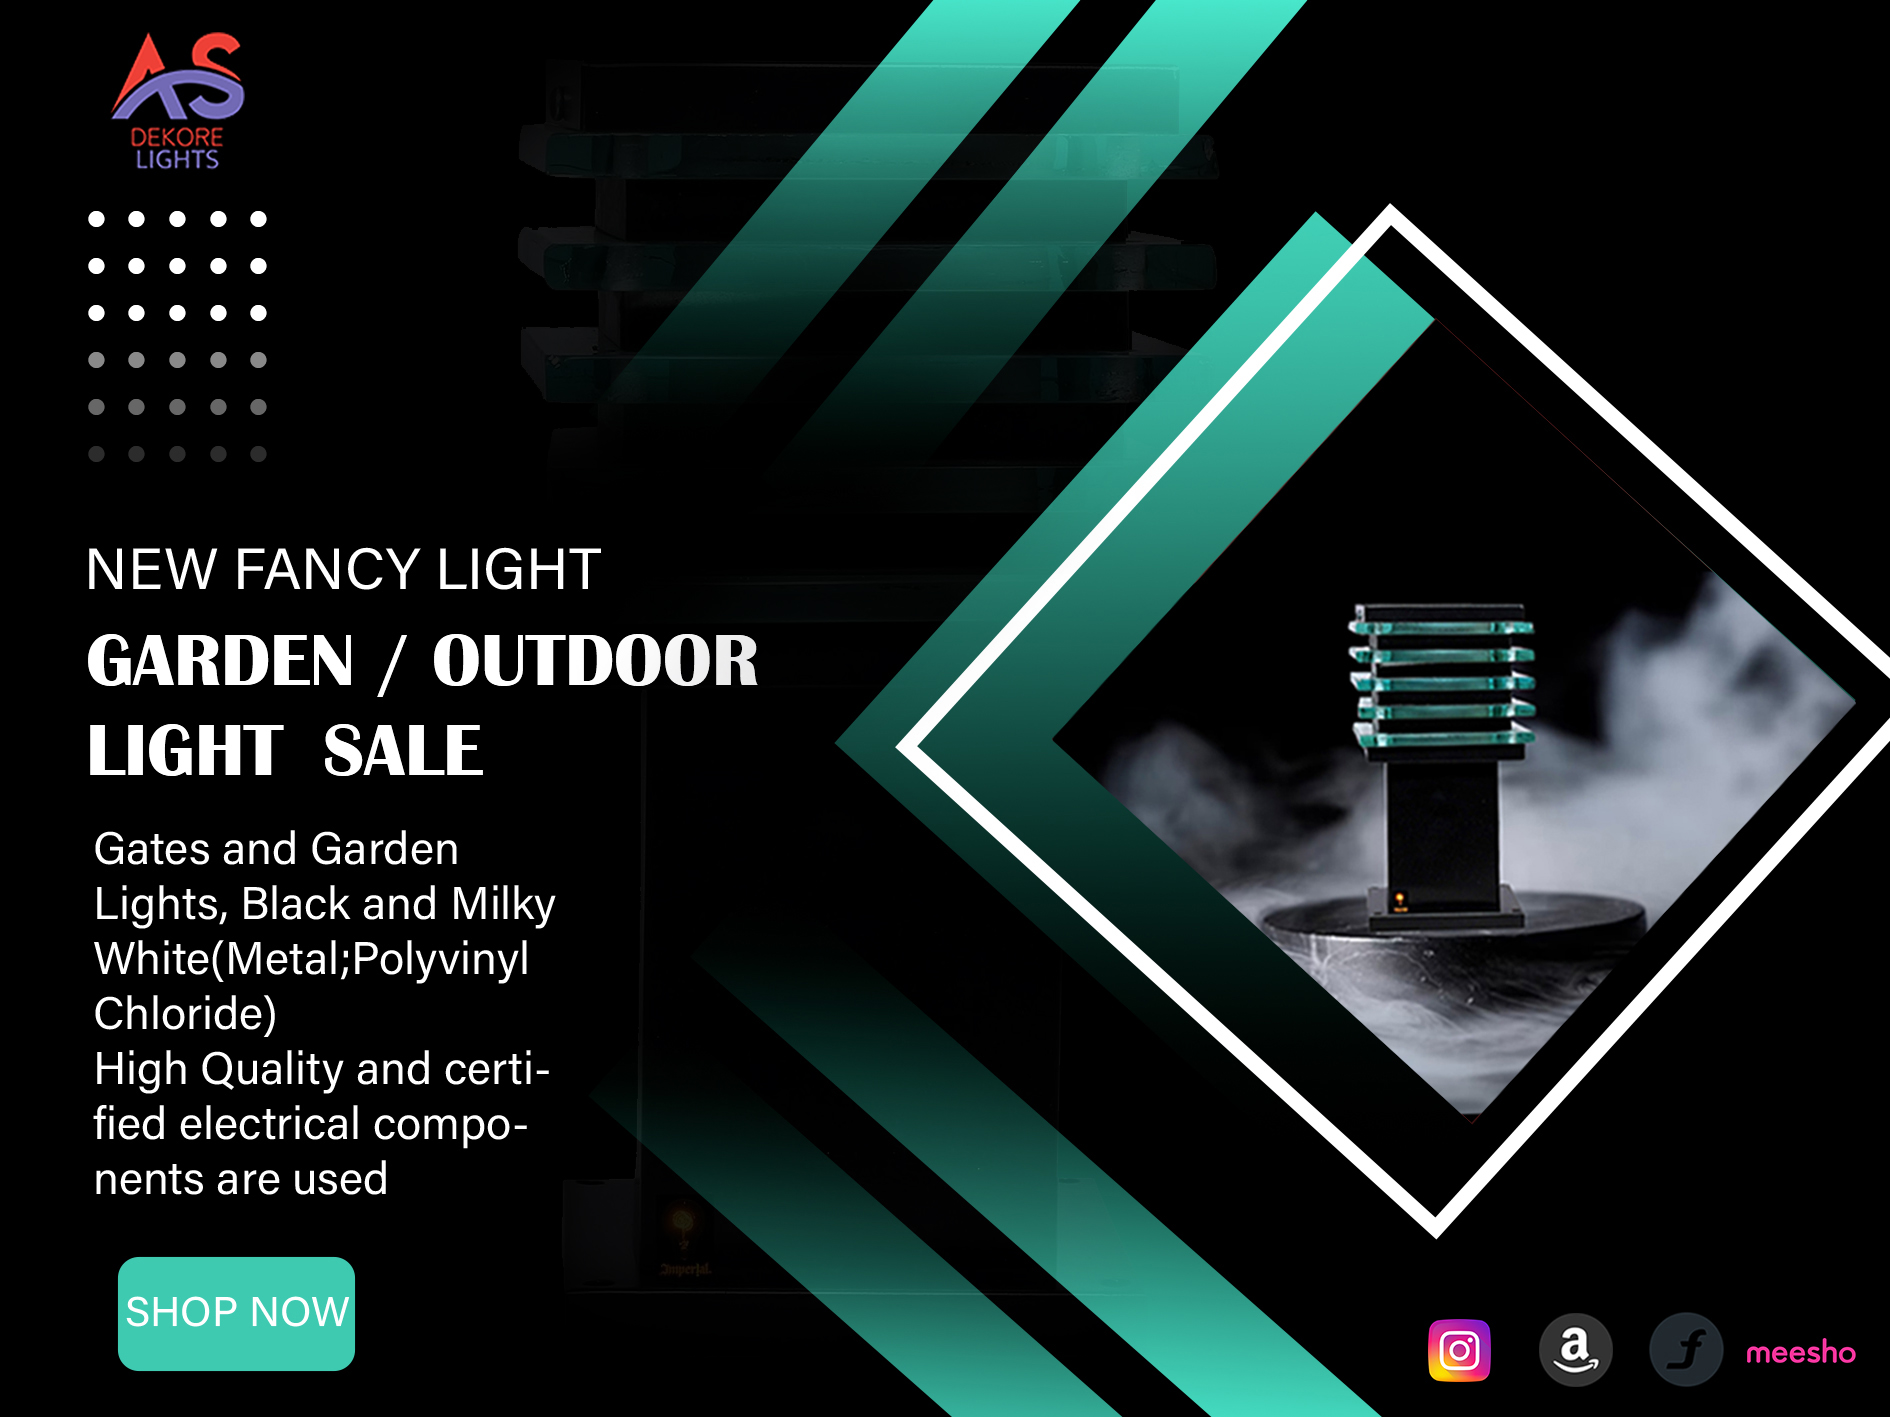 AS
DEKORE
LIGHTS
NEW FANCY LIGHT
GARDEN / OUTDOOR
LIGHT SALE
Gates and Garden
Lights, Black and Milky
White(Metal;Polyvinyl
Chloride)
High Quality and certi-
fied electrical compo-
nents are used
Imperial
SHOP NOW
a
f
meesho